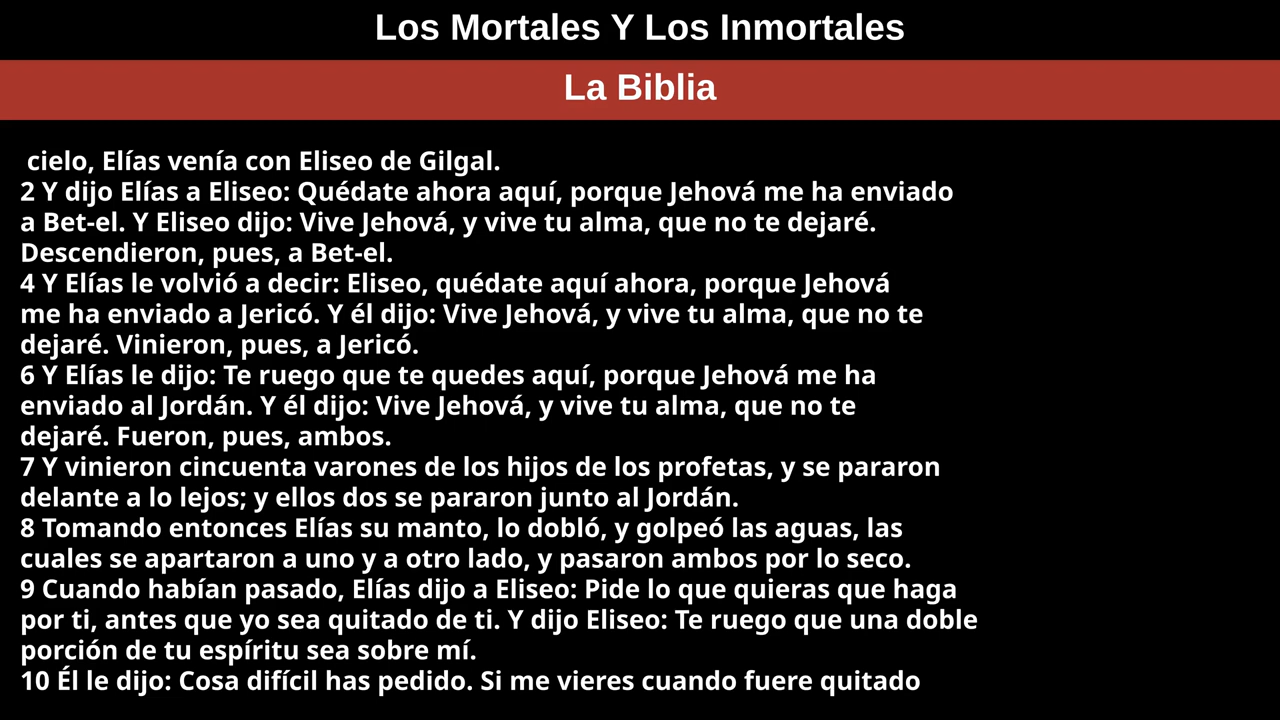 Los Mortales Y Los Inmortales
La Biblia
cielo, Elías venía con Eliseo de Gilgal.
2 Y dijo Elías a Eliseo: Quédate ahora aquí, porque Jehová me ha enviado
a Bet-el. Y Eliseo dijo: Vive Jehová, y vive tu alma, que no te dejaré.
Descendieron, pues, a Bet-el.
4 Y Elías le volvió a decir: Eliseo, quédate aquí ahora, porque Jehová
me ha enviado a Jericó. Y él dijo: Vive Jehová, y vive tu alma, que no te
dejaré. Vinieron, pues, a Jericó.
6 Y Elías le dijo: Te ruego que te quedes aquí, porque Jehová me ha
enviado al Jordán. Y él dijo: Vive Jehová, y vive tu alma, que no te
dejaré. Fueron, pues, ambos.
7 Y vinieron cincuenta varones de los hijos de los profetas, y se pararon
delante a lo lejos; y ellos dos se pararon junto al Jordán.
8 Tomando entonces Elías su manto, lo dobló, y golpeó las aguas, las
cuales se apartaron a uno y a otro lado, y pasaron ambos por lo seco.
9 Cuando habían pasado, Elías dijo a Eliseo: Pide lo que quieras que haga
por ti, antes que yo sea quitado de ti. Y dijo Eliseo: Te ruego que una doble
porción de tu espíritu sea sobre mí.
10 Él le dijo: Cosa difícil has pedido. Si me vieres cuando fuere quitado